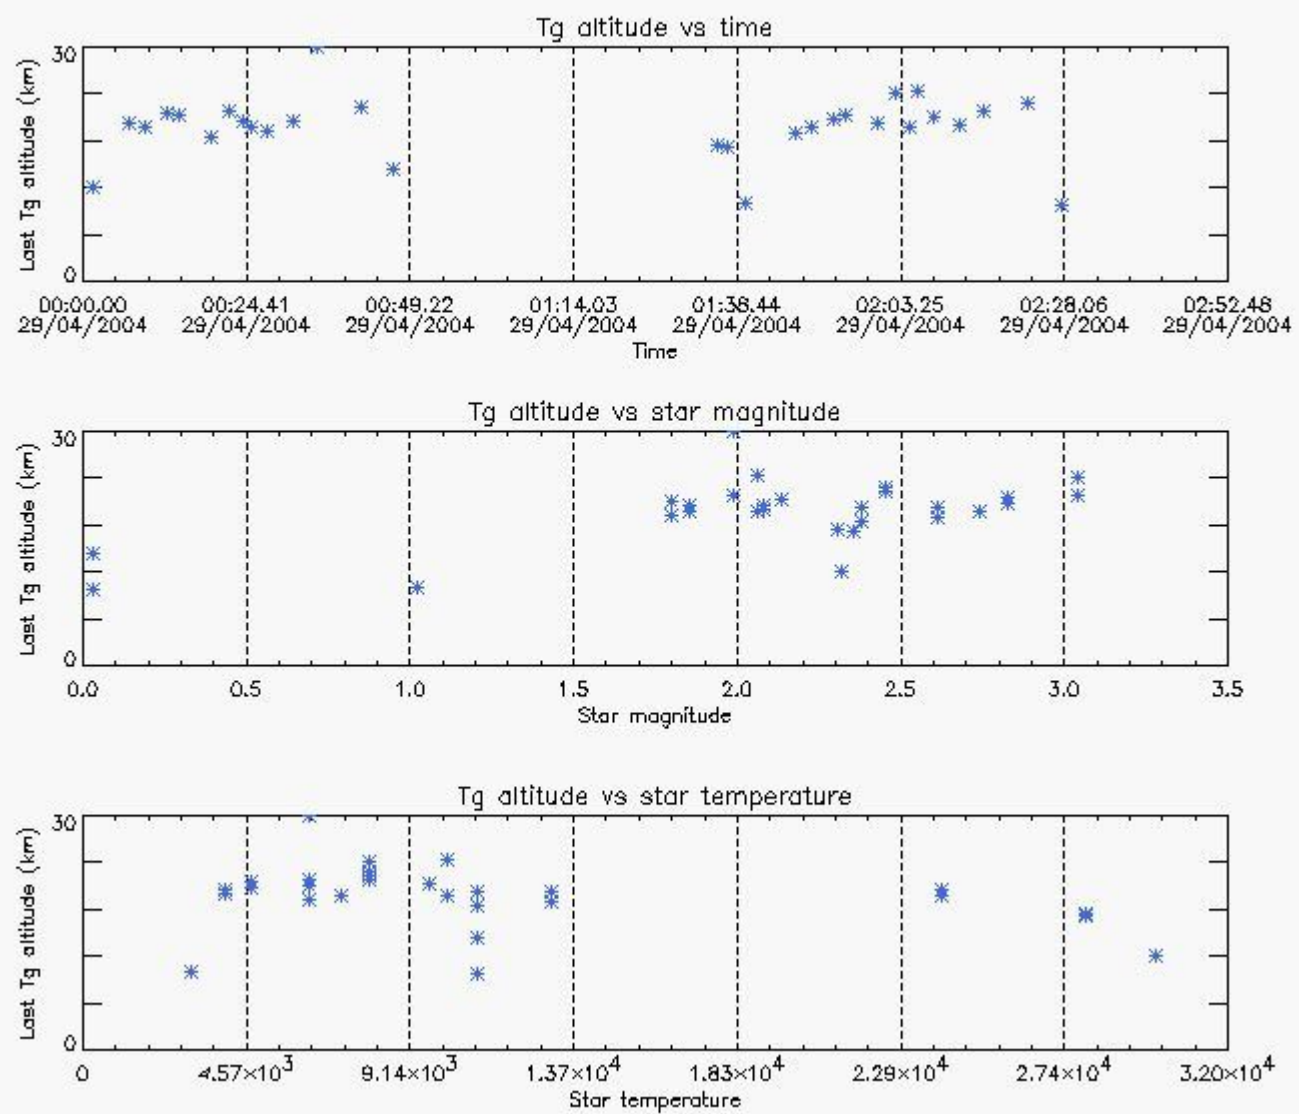 Tg altitude vs time
Last Tg altitude (km)
30
0
00:00.00 00:24.41 00:49.22 01:14.03 01:38.44 02:03.25 02:28.06 02:52.48
29/04/2004 29/04/2004 29/04/2004 29/04/2004 29/04/2004 29/04/2004 29/04/2004 29/04/2004
Time
Tg altitude vs star magnitude
Last Tg altitude (km)
30
0
0.0 0.5 1.0 1.5 2.0 2.5 3.0 3.5
Star magnitude
Tg altitude vs star temperature
Last Tg altitude (km)
30
0
0 4.57×10³ 9.14×10³ 1.37×10⁴ 1.83×10⁴ 2.29×10⁴ 2.74×10⁴ 3.20×10⁴
Star temperature